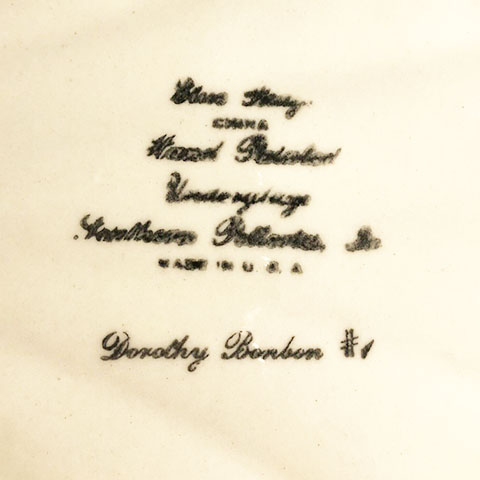 Blue Ridge
CHINA
Hand Painted
Underglaze
Southern Potteries, Inc.
MADE IN U.S.A.
Dorothy Bonbon #1